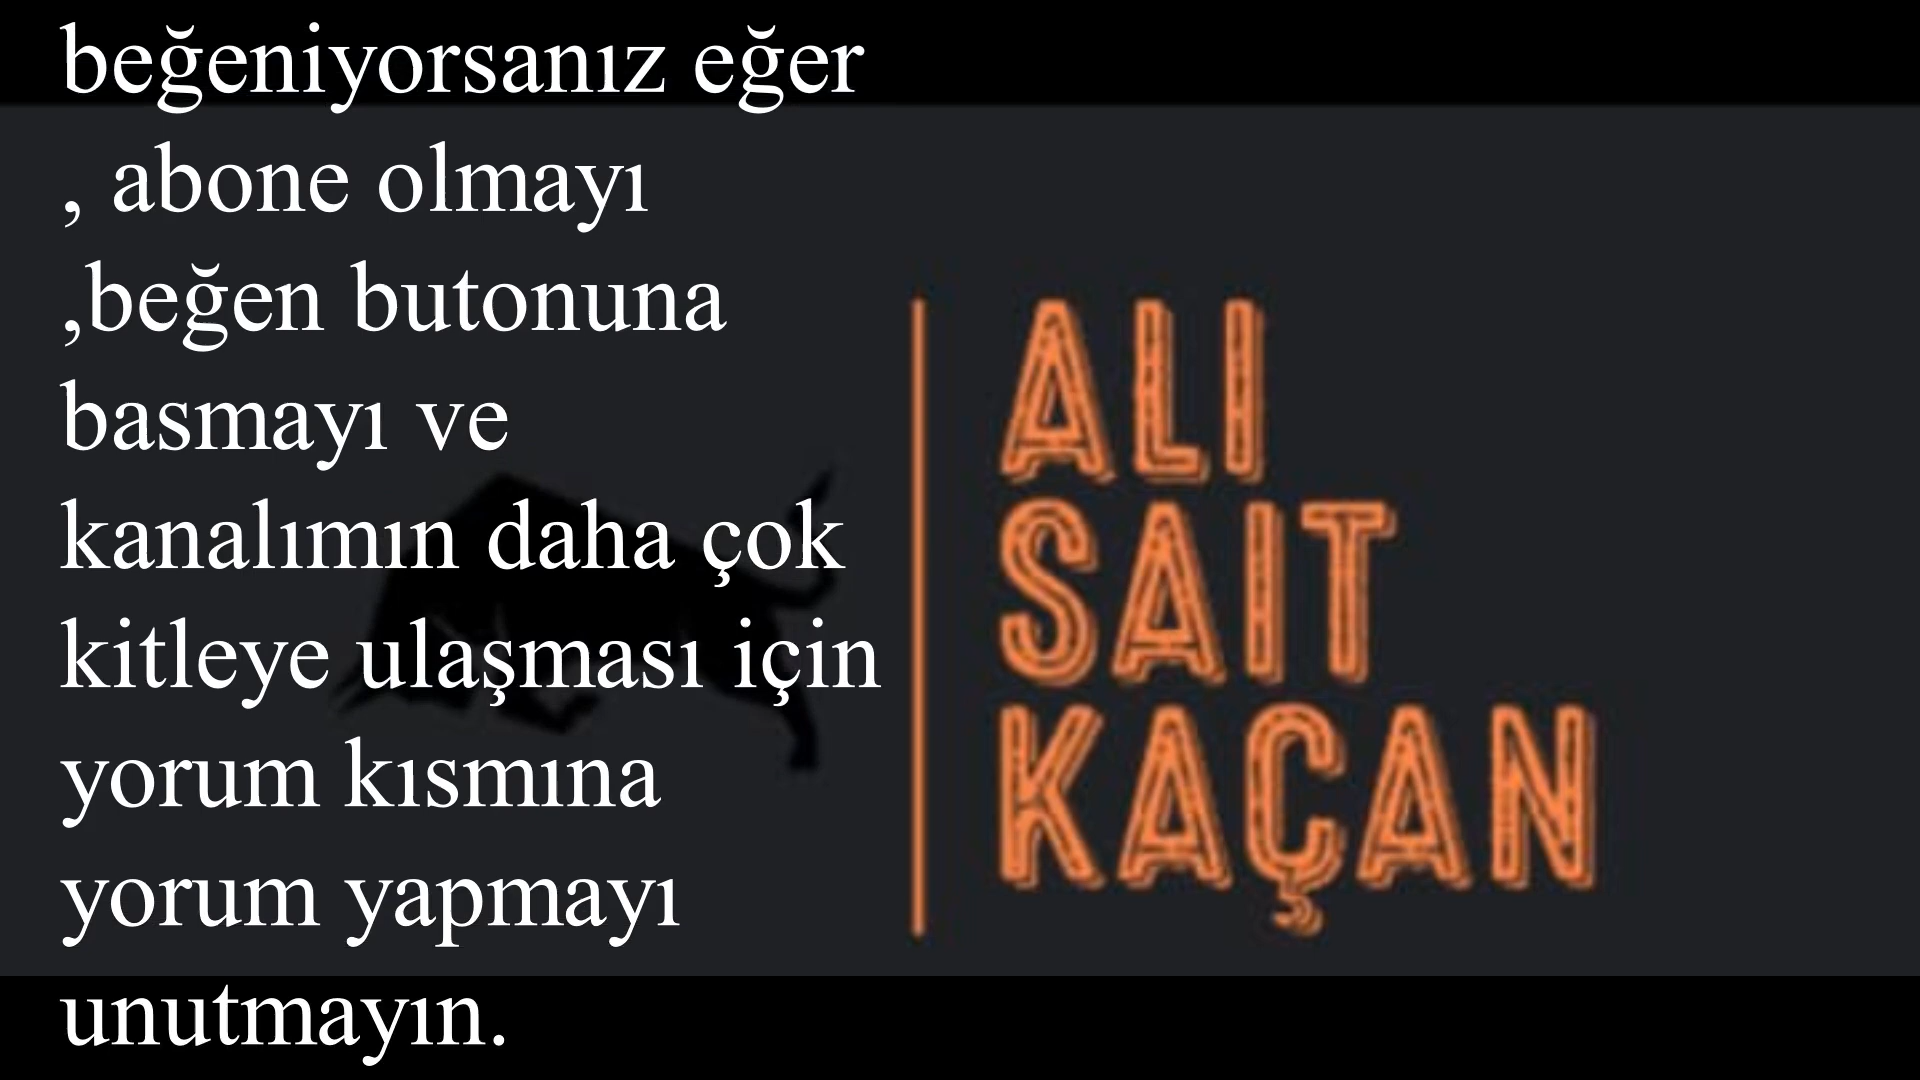 beğeniyorsanız eğer
, abone olmayı
,beğen butonuna
basmayı ve
kanalımın daha çok
kitleye ulaşması için
yorum kısmına
yorum yapmayı
unutmayın.
ALI
SAIT
KAÇAN